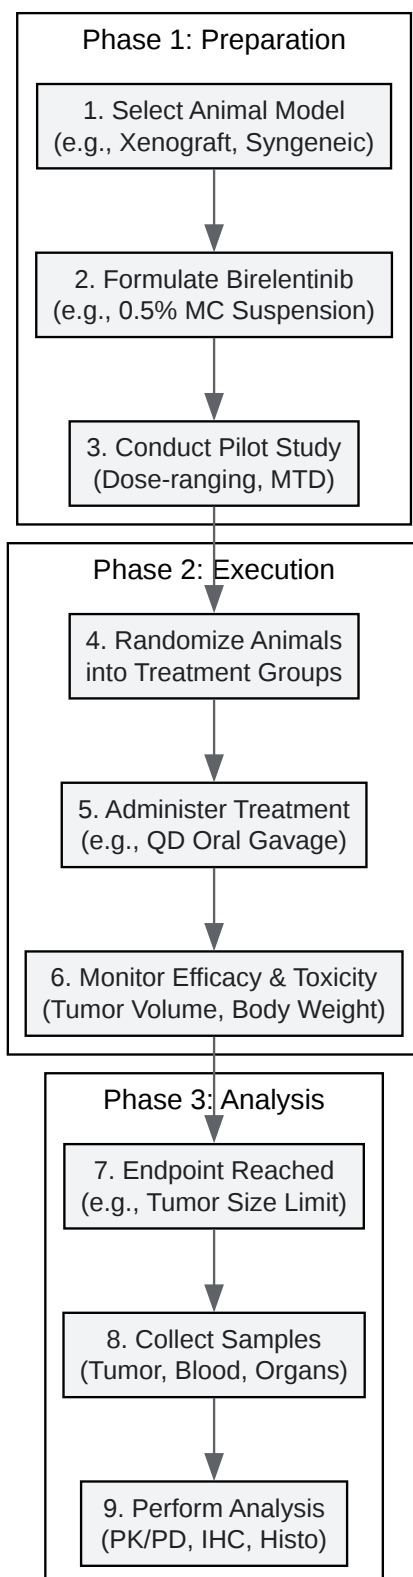 Phase 1: Preparation
1. Select Animal Model
(e.g., Xenograft, Syngeneic)
2. Formulate Birelentinib
(e.g., 0.5% MC Suspension)
3. Conduct Pilot Study
(Dose-ranging, MTD)
Phase 2: Execution
4. Randomize Animals
into Treatment Groups
5. Administer Treatment
(e.g., QD Oral Gavage)
6. Monitor Efficacy & Toxicity
(Tumor Volume, Body Weight)
Phase 3: Analysis
7. Endpoint Reached
(e.g., Tumor Size Limit)
8. Collect Samples
(Tumor, Blood, Organs)
9. Perform Analysis
(PK/PD, IHC, Histo)